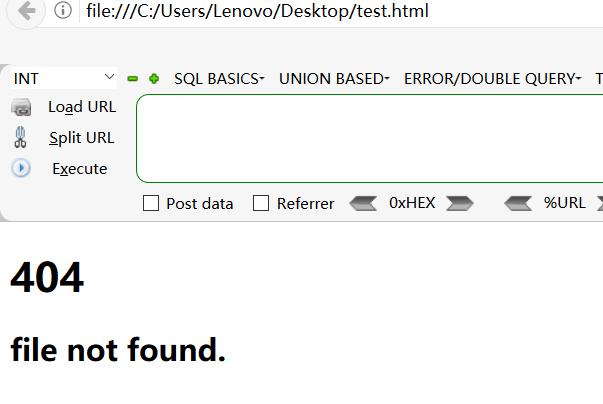 file:///C:/Users/Lenovo/Desktop/test.html
INT SQL BASICS UNION BASED ERROR/DOUBLE QUERY
Load URL
Split URL
Execute
Post data Referrer 0xHEX %URL
404
file not found.